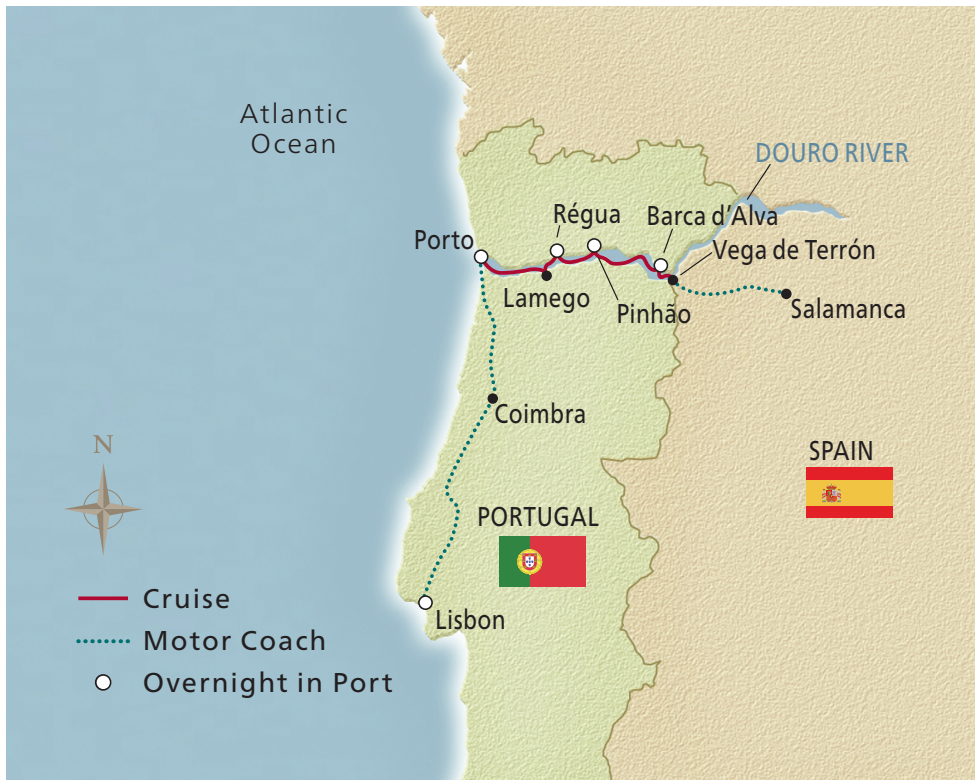 Atlantic
Ocean
DOURO RIVER
Régua
Barca d'Alva
Porto
Vega de Terrón
Lamego
Pinhão
Salamanca
Coimbra
N
SPAIN
PORTUGAL
Lisbon
Cruise
Motor Coach
Overnight in Port